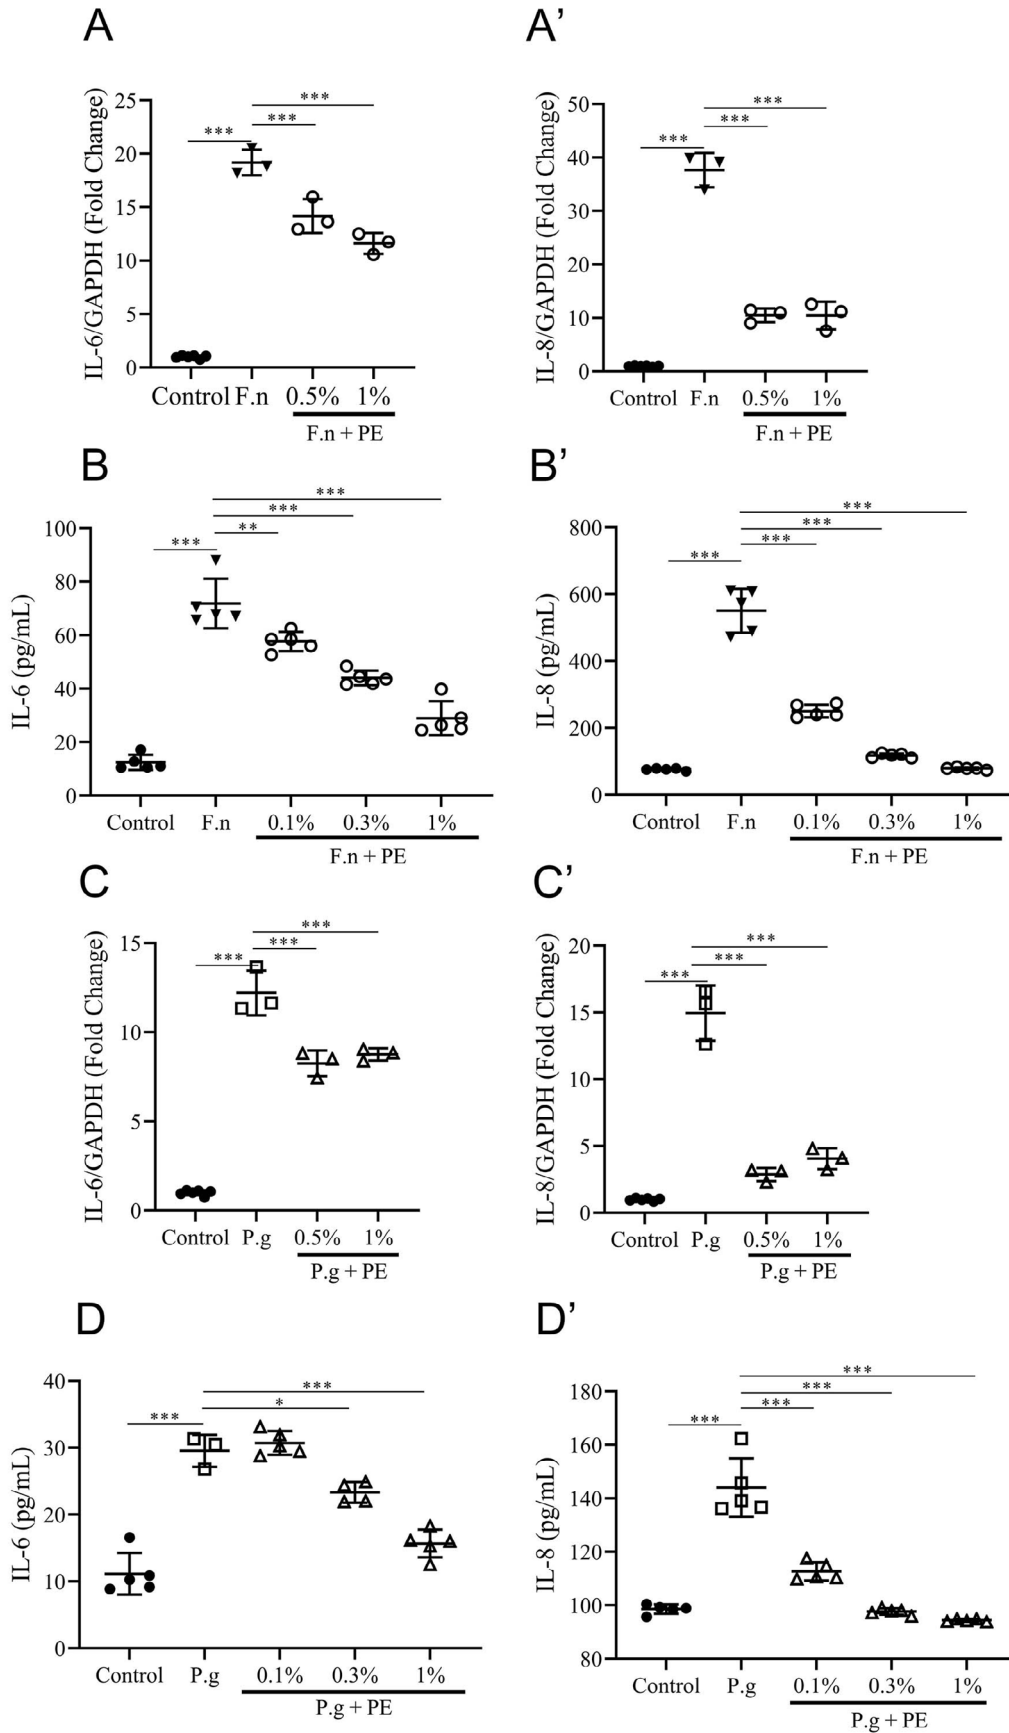 A
IL-6/GAPDH (Fold Change)
25
20
15
10
5
0
***
***
***
Control F.n 0.5% 1%
F.n + PE
A’
IL-8/GAPDH (Fold Change)
50
40
30
20
10
0
***
***
***
Control F.n 0.5% 1%
F.n + PE
B
IL-6 (pg/mL)
100
80
60
40
20
0
***
***
**
***
Control F.n 0.1% 0.3% 1%
F.n + PE
B’
IL-8 (pg/mL)
800
600
400
200
0
***
***
***
***
Control F.n 0.1% 0.3% 1%
F.n + PE
C
IL-6/GAPDH (Fold Change)
15
10
5
0
***
***
***
Control P.g 0.5% 1%
P.g + PE
C’
IL-8/GAPDH (Fold Change)
20
15
10
5
0
***
***
***
Control P.g 0.5% 1%
P.g + PE
D
IL-6 (pg/mL)
40
30
20
10
0
***
*
***
Control P.g 0.1% 0.3% 1%
P.g + PE
D’
IL-8 (pg/mL)
180
160
140
120
100
80
***
***
***
***
Control P.g 0.1% 0.3% 1%
P.g + PE